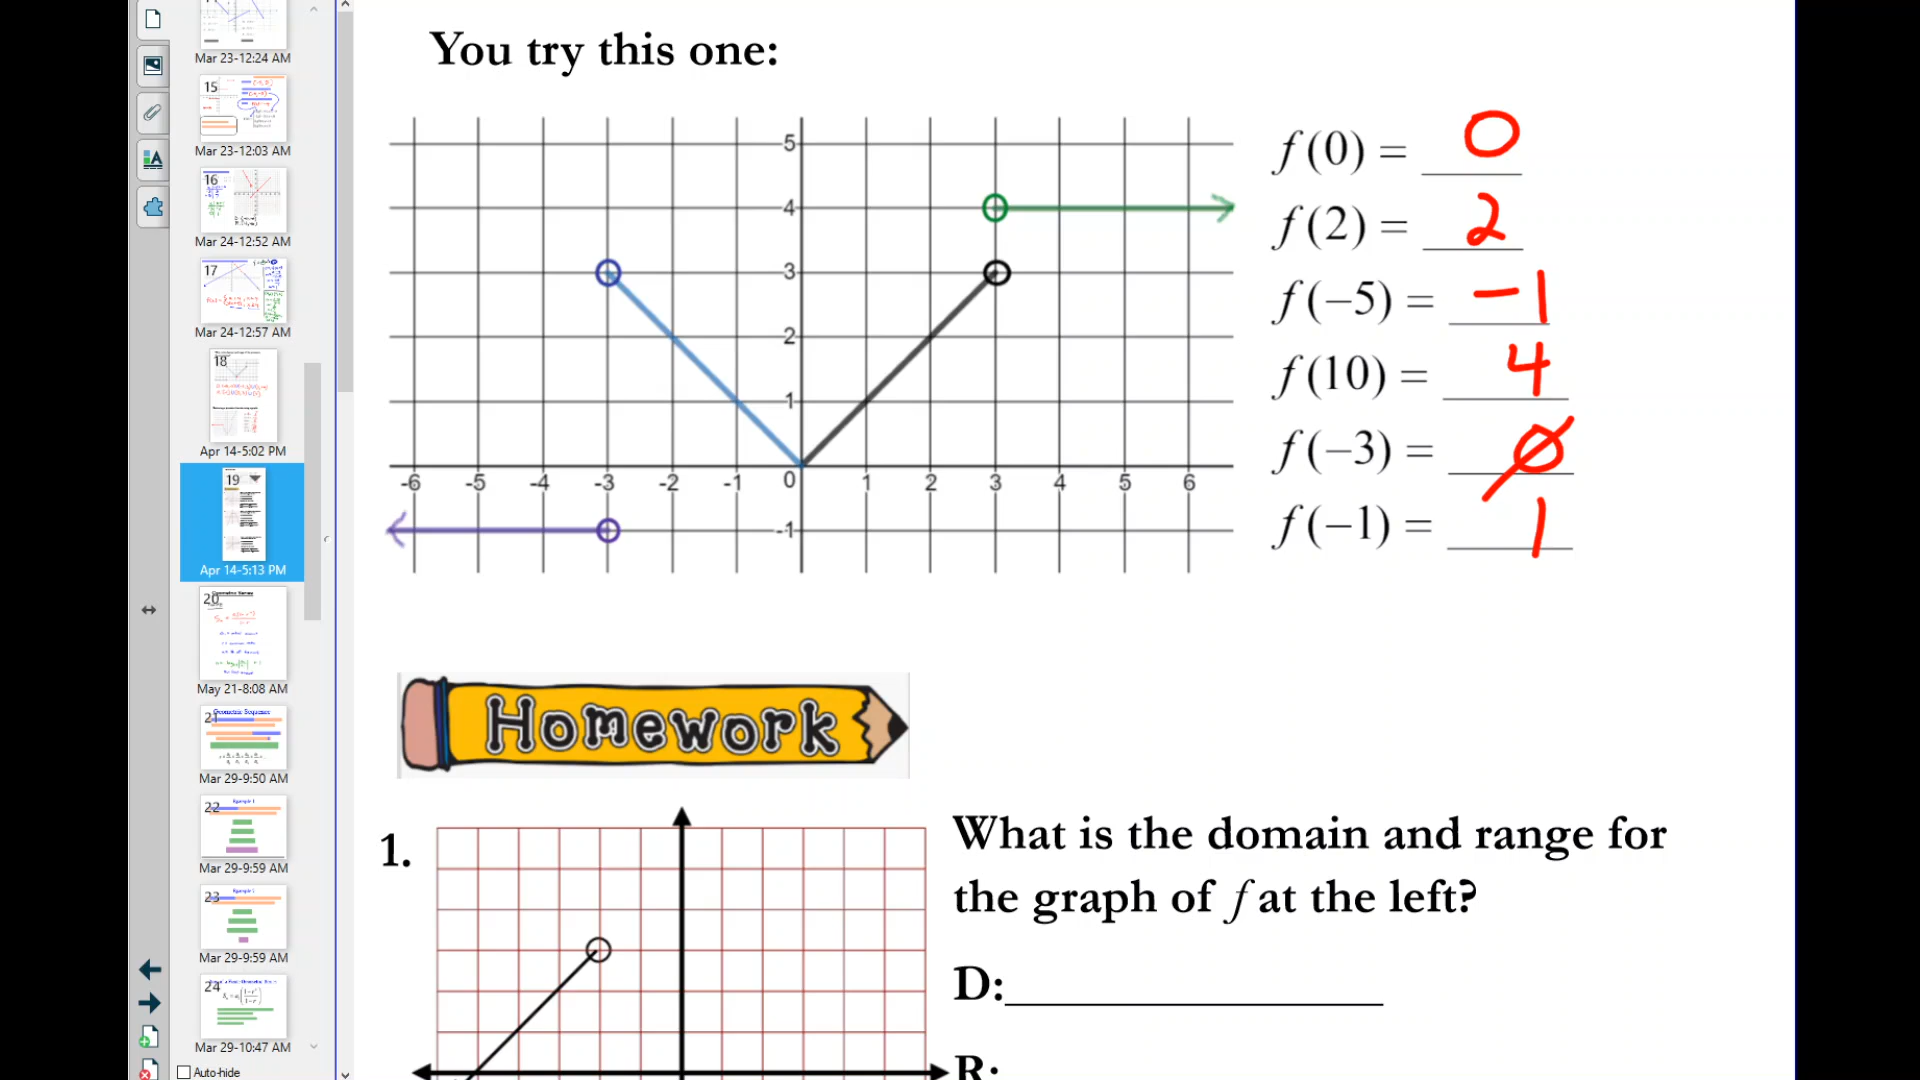 Mar 23-12:24 AM
15
Mar 23-12:03 AM
16
Mar 24-12:52 AM
17
Mar 24-12:57 AM
18
Apr 14-5:02 PM
19
Apr 14-5:13 PM
20
May 21-8:08 AM
21
Geometric Sequence
Mar 29-9:50 AM
22
Mar 29-9:59 AM
23
Mar 29-9:59 AM
24
Mar 29-10:47 AM
Auto-hide
You try this one:
5
4
3
2
1
-6 -5 -4 -3 -2 -1 0 1 2 3 4 5 6
-1
f(0) = 0
f(2) = 2
f(−5) = −1
f(10) = 4
f(−3) = ∅
f(−1) = 1
Homework
1.
What is the domain and range for
the graph of f at the left?
D:
R: